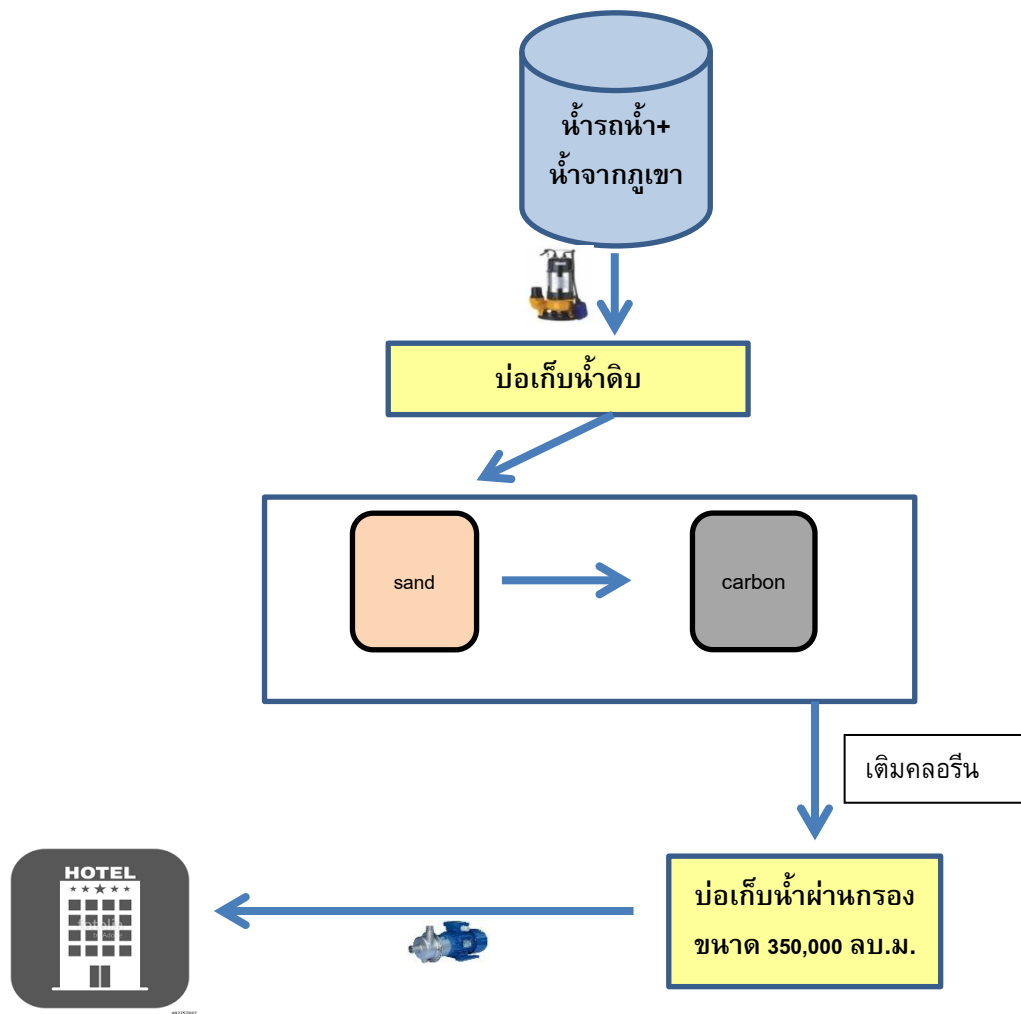 น้ำรถน้ำ+
น้ำจากภูเขา
บ่อเก็บน้ำดิบ
sand
carbon
เติมคลอรีน
HOTEL
บ่อเก็บน้ำผ่านกรอง
ขนาด 350,000 ลบ.ม.